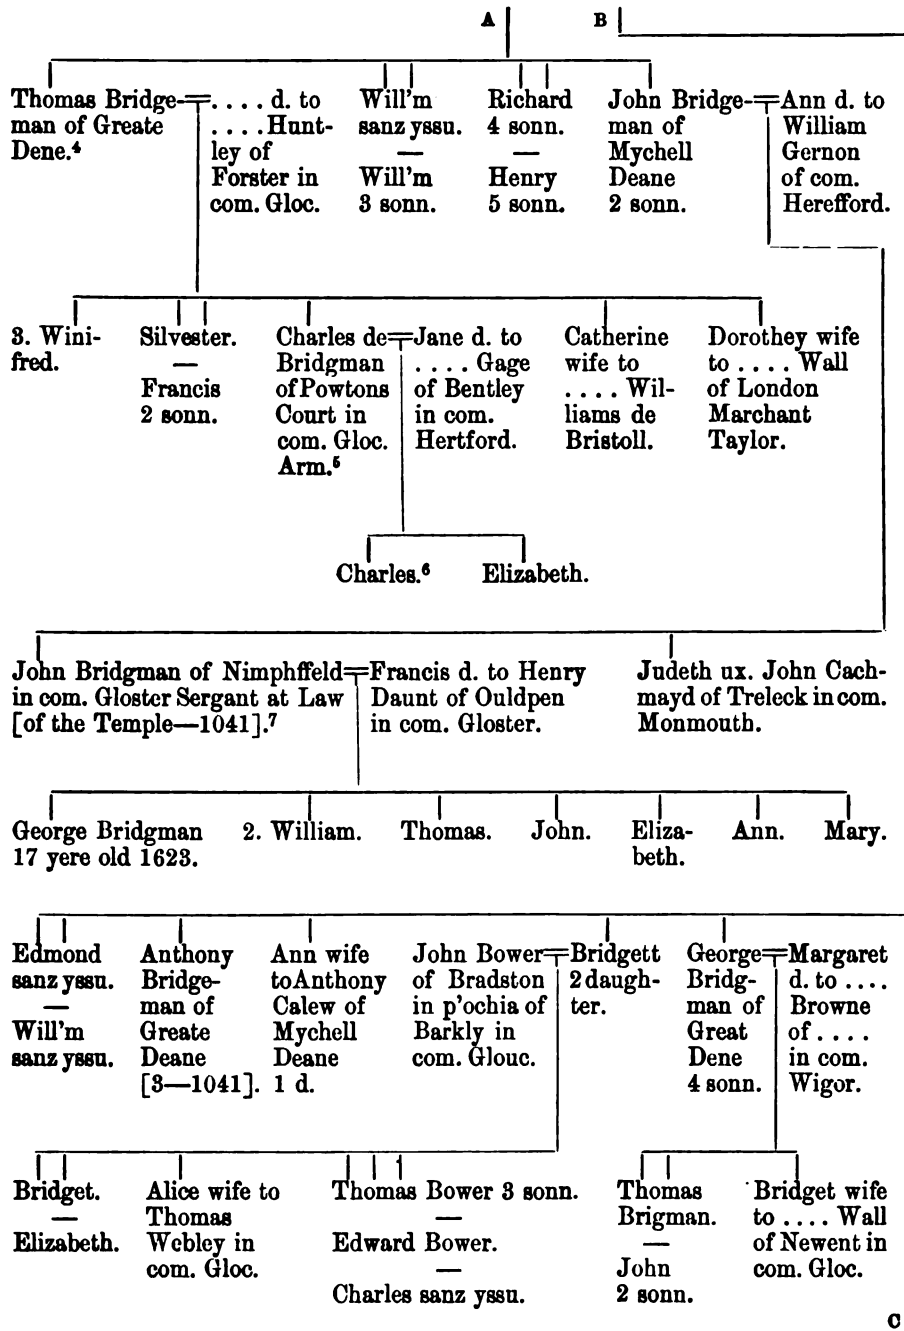 A
B
Thomas Bridge-
man of Greate
Dene.⁴
. . . . d. to
. . . . Hunt-
ley of
Forster in
com. Gloc.
Will'm
sanz yssu.
—
Will'm
3 sonn.
Richard
4 sonn.
—
Henry
5 sonn.
John Bridge-
man of
Mychell
Deane
2 sonn.
Ann d. to
William
Gernon
of com.
Herefford.
3. Wini-
fred.
Silvester.
—
Francis
2 sonn.
Charles de
Bridgman
of Powtons
Court in
com. Gloc.
Arm.⁵
Jane d. to
. . . . Gage
of Bentley
in com.
Hertford.
Catherine
wife to
. . . . Wil-
liams de
Bristoll.
Dorothey wife
to . . . . Wall
of London
Marchant
Taylor.
Charles.⁶
Elizabeth.
John Bridgman of Nimphffeld
in com. Gloster Sergant at Law
[of the Temple—1041].⁷
Francis d. to Henry
Daunt of Ouldpen
in com. Gloster.
Judeth ux. John Cach-
mayd of Treleck in com.
Monmouth.
George Bridgman
17 yere old 1623.
2. William.
Thomas.
John.
Eliza-
beth.
Ann.
Mary.
Edmond
sanz yssu.
—
Will'm
sanz yssu.
Anthony
Bridge-
man of
Greate
Deane
[3—1041].
Ann wife
to Anthony
Calew of
Mychell
Deane
1 d.
John Bower
of Bradston
in p'ochia of
Barkly in
com. Glouc.
Bridgett
2 daugh-
ter.
George
Bridg-
man of
Great
Dene
4 sonn.
Margaret
d. to . . . .
Browne
of . . . .
in com.
Wigor.
Bridget.
—
Elizabeth.
Alice wife to
Thomas
Webley in
com. Gloc.
Thomas Bower 3 sonn.
—
Edward Bower.
—
Charles sanz yssu.
Thomas
Brigman.
—
John
2 sonn.
Bridget wife
to . . . . Wall
of Newent in
com. Gloc.
C